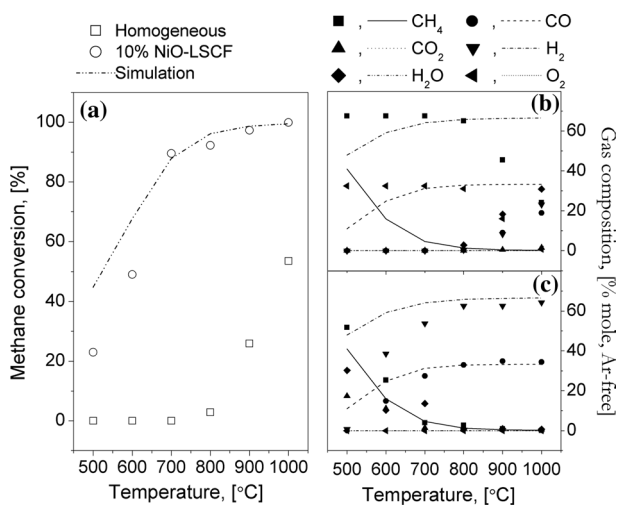 Homogeneous
10% NiO-LSCF
Simulation
, CH4 , CO
, CO2 , H2
, H2O , O2
(a)
100
80
60
40
20
0
Methane conversion, [%]
500 600 700 800 900 1000
Temperature, [°C]
(b)
60
40
20
0
(c)
60
40
20
0
Gas composition, [% mole, Ar-free]
500 600 700 800 900 1000
Temperature, [°C]